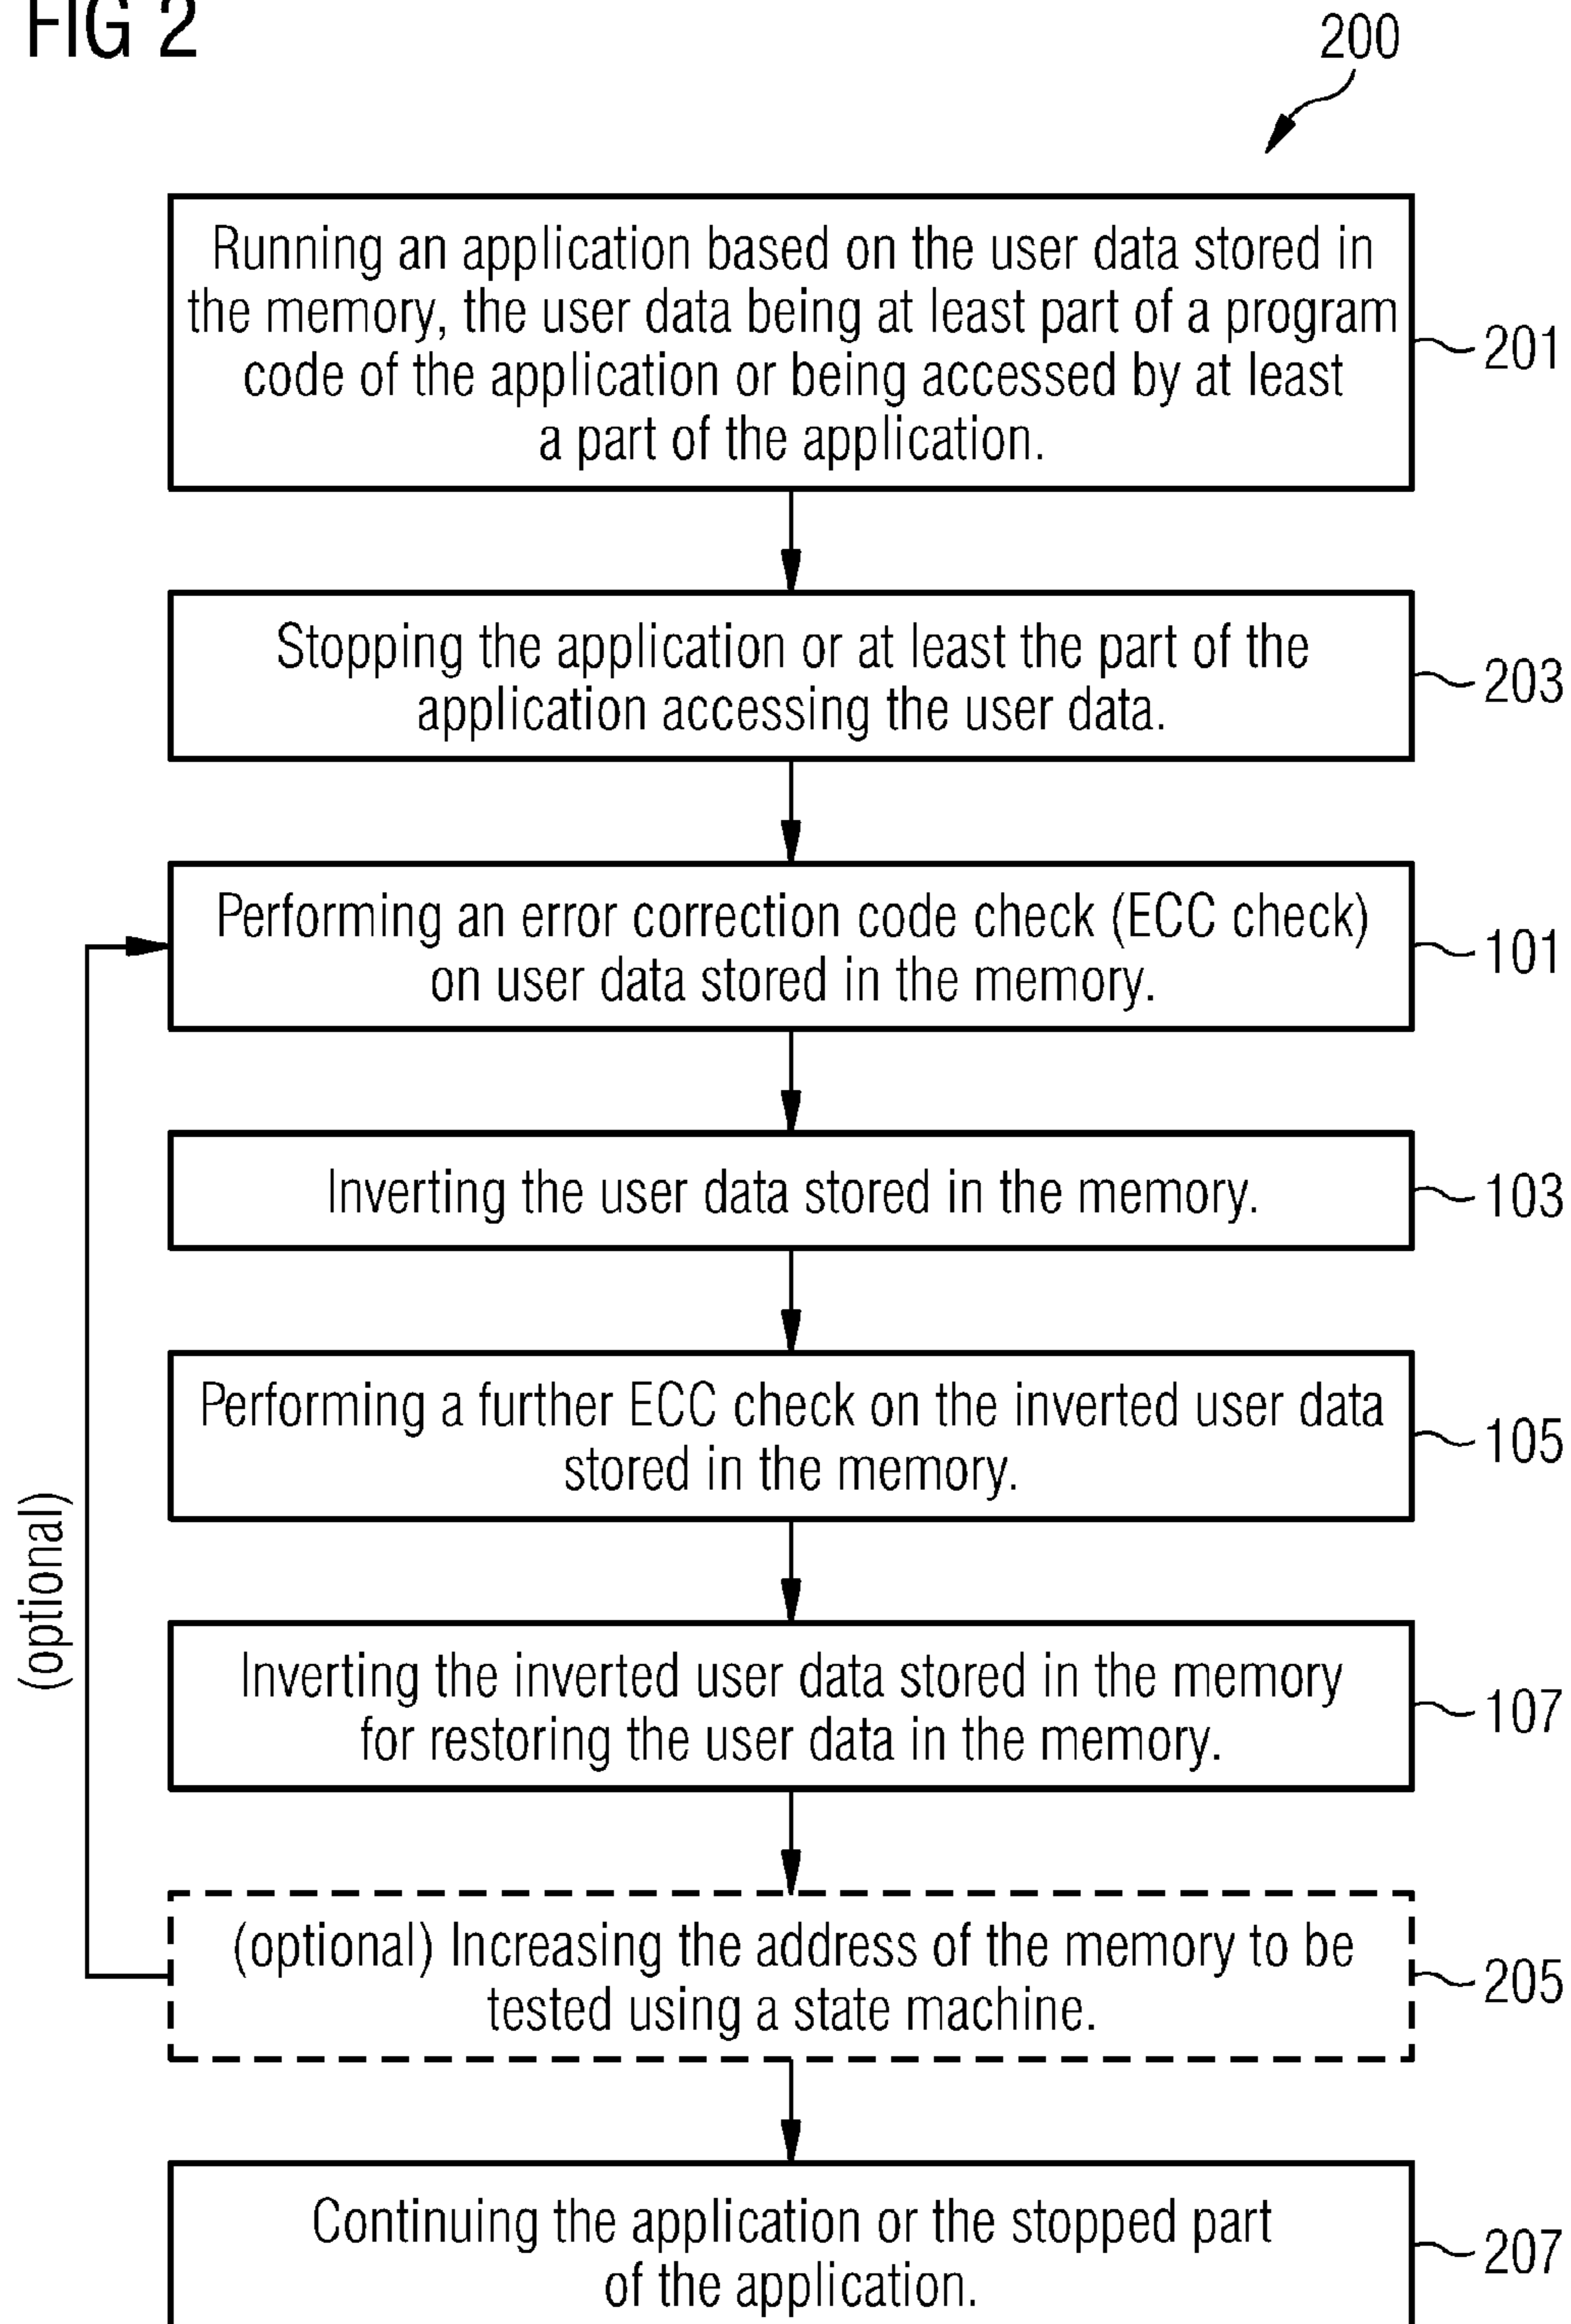 FIG 2
200
Running an application based on the user data stored in
the memory, the user data being at least part of a program
code of the application or being accessed by at least
a part of the application.
201
Stopping the application or at least the part of the
application accessing the user data.
203
Performing an error correction code check (ECC check)
on user data stored in the memory.
101
Inverting the user data stored in the memory.
103
Performing a further ECC check on the inverted user data
stored in the memory.
105
(optional)
Inverting the inverted user data stored in the memory
for restoring the user data in the memory.
107
(optional) Increasing the address of the memory to be
tested using a state machine.
205
Continuing the application or the stopped part
of the application.
207